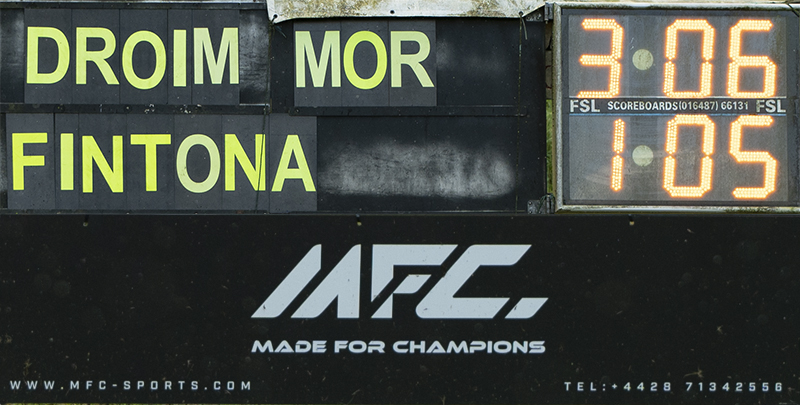 DROIM MOR 3·06
FSL SCOREBOARDS (016487) 66131 FSL
FINTONA 1·05
MFC.
MADE FOR CHAMPIONS
WWW.MFC-SPORTS.COM TEL:+4428 71342556